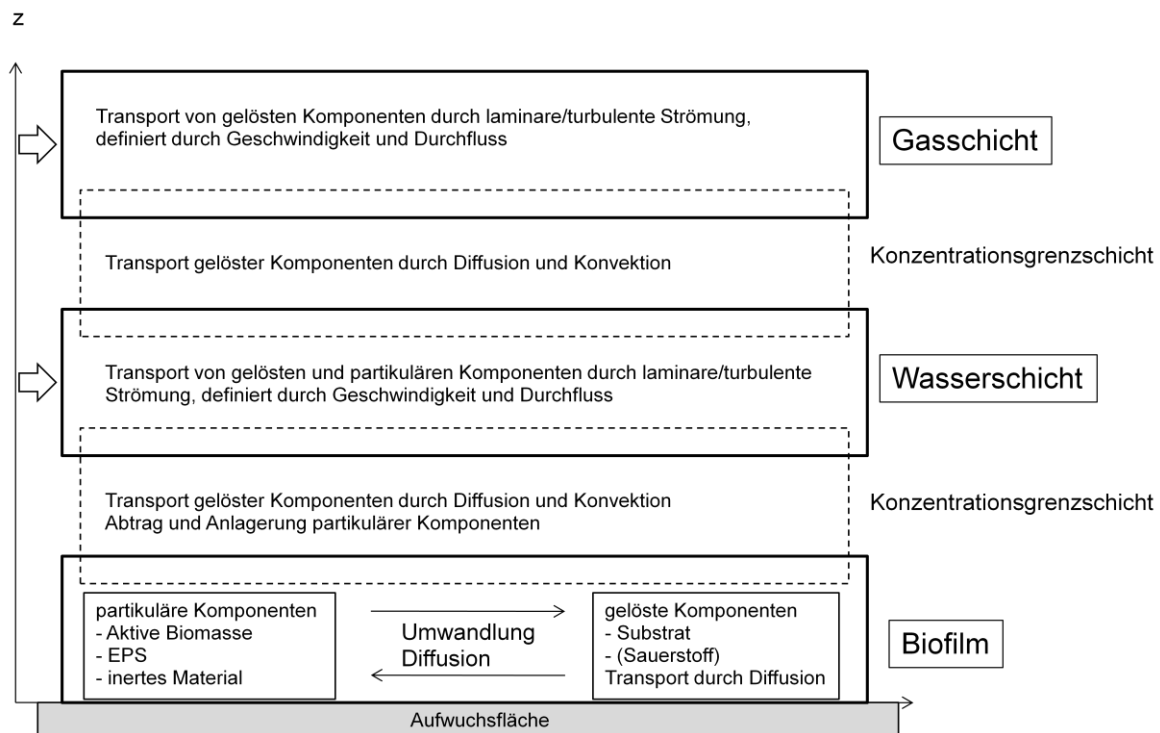 z
Transport von gelösten Komponenten durch laminare/turbulente Strömung,
definiert durch Geschwindigkeit und Durchfluss
Gasschicht
Transport gelöster Komponenten durch Diffusion und Konvektion
Konzentrationsgrenzschicht
Transport von gelösten und partikulären Komponenten durch laminare/turbulente
Strömung, definiert durch Geschwindigkeit und Durchfluss
Wasserschicht
Transport gelöster Komponenten durch Diffusion und Konvektion
Abtrag und Anlagerung partikulärer Komponenten
Konzentrationsgrenzschicht
partikuläre Komponenten
- Aktive Biomasse
- EPS
- inertes Material
Umwandlung
Diffusion
gelöste Komponenten
- Substrat
- (Sauerstoff)
Transport durch Diffusion
Biofilm
Aufwuchsfläche